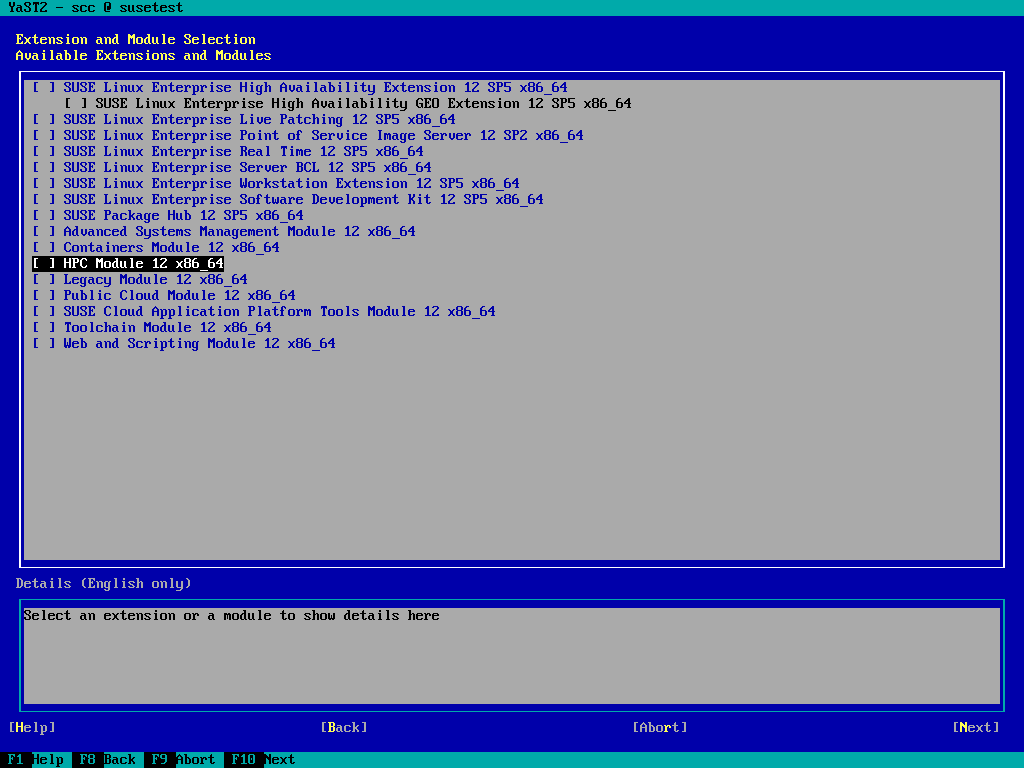 YaST2 - scc @ susetest
Extension and Module Selection
Available Extensions and Modules
[ ] SUSE Linux Enterprise High Availability Extension 12 SP5 x86_64
[ ] SUSE Linux Enterprise High Availability GEO Extension 12 SP5 x86_64
[ ] SUSE Linux Enterprise Live Patching 12 SP5 x86_64
[ ] SUSE Linux Enterprise Point of Service Image Server 12 SP2 x86_64
[ ] SUSE Linux Enterprise Real Time 12 SP5 x86_64
[ ] SUSE Linux Enterprise Server BCL 12 SP5 x86_64
[ ] SUSE Linux Enterprise Workstation Extension 12 SP5 x86_64
[ ] SUSE Linux Enterprise Software Development Kit 12 SP5 x86_64
[ ] SUSE Package Hub 12 SP5 x86_64
[ ] Advanced Systems Management Module 12 x86_64
[ ] Containers Module 12 x86_64
[ ] HPC Module 12 x86_64
[ ] Legacy Module 12 x86_64
[ ] Public Cloud Module 12 x86_64
[ ] SUSE Cloud Application Platform Tools Module 12 x86_64
[ ] Toolchain Module 12 x86_64
[ ] Web and Scripting Module 12 x86_64
Details (English only)
Select an extension or a module to show details here
[Help] [Back] [Abort] [Next]
F1 Help F8 Back F9 Abort F10 Next